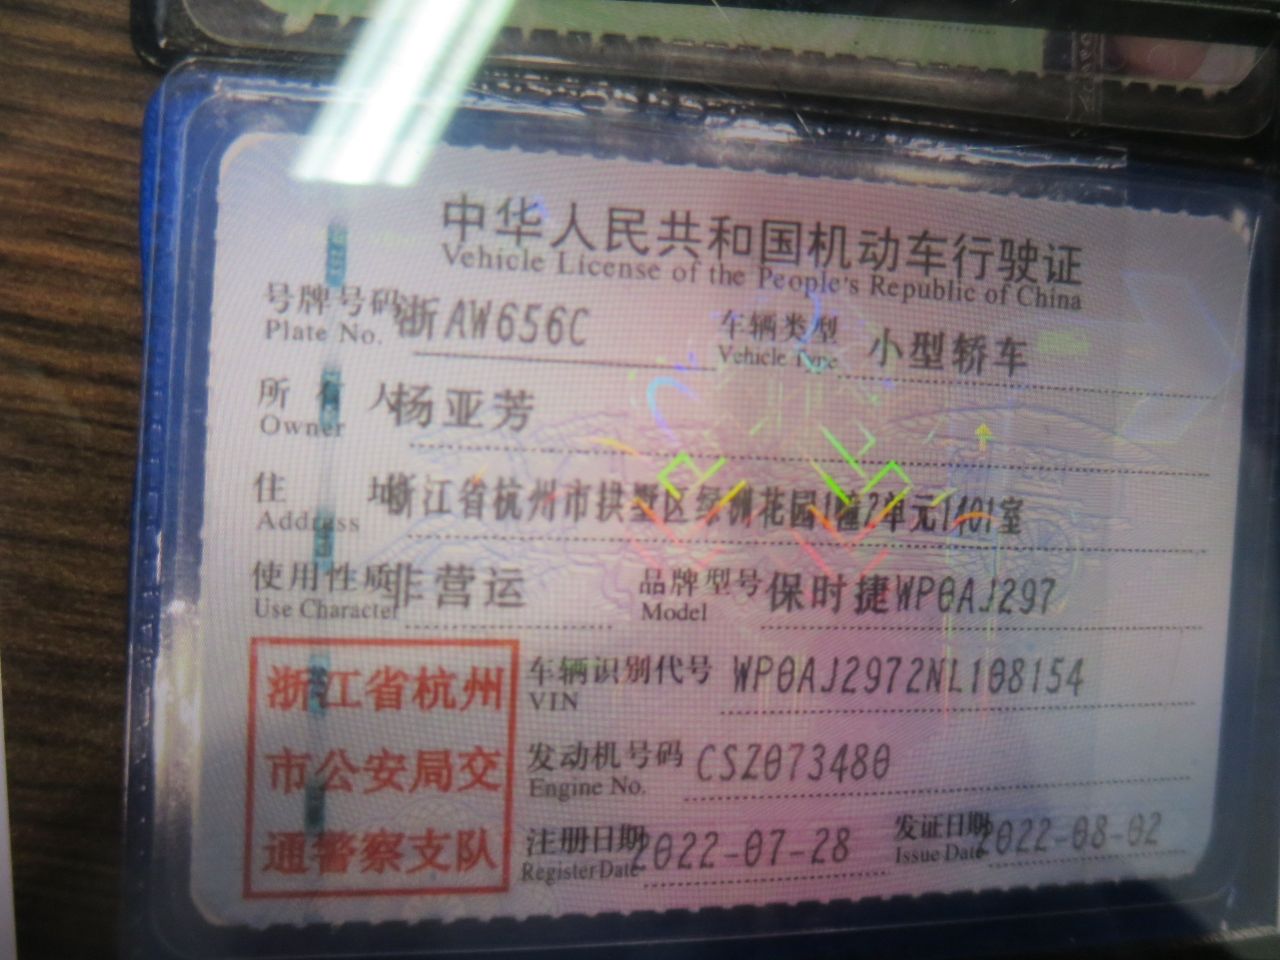 中华人民共和国机动车行驶证
Vehicle License of the People's Republic of China
号牌号码 浙AW656C 车辆类型 小型轿车
Plate No. Vehicle Type
所有人 杨亚芳
Owner
住址 浙江省杭州市拱墅区绿洲花园1幢2单元1401室
Address
使用性质 非营运 品牌型号 保时捷WP0AJ297
Use Character Model
浙江省杭州
市公安局交
通警察支队
车辆识别代号 WP0AJ2972NL108154
VIN
发动机号码 CSZ073480
Engine No.
注册日期 2022-07-28 发证日期 2022-08-02
Register Date Issue Date